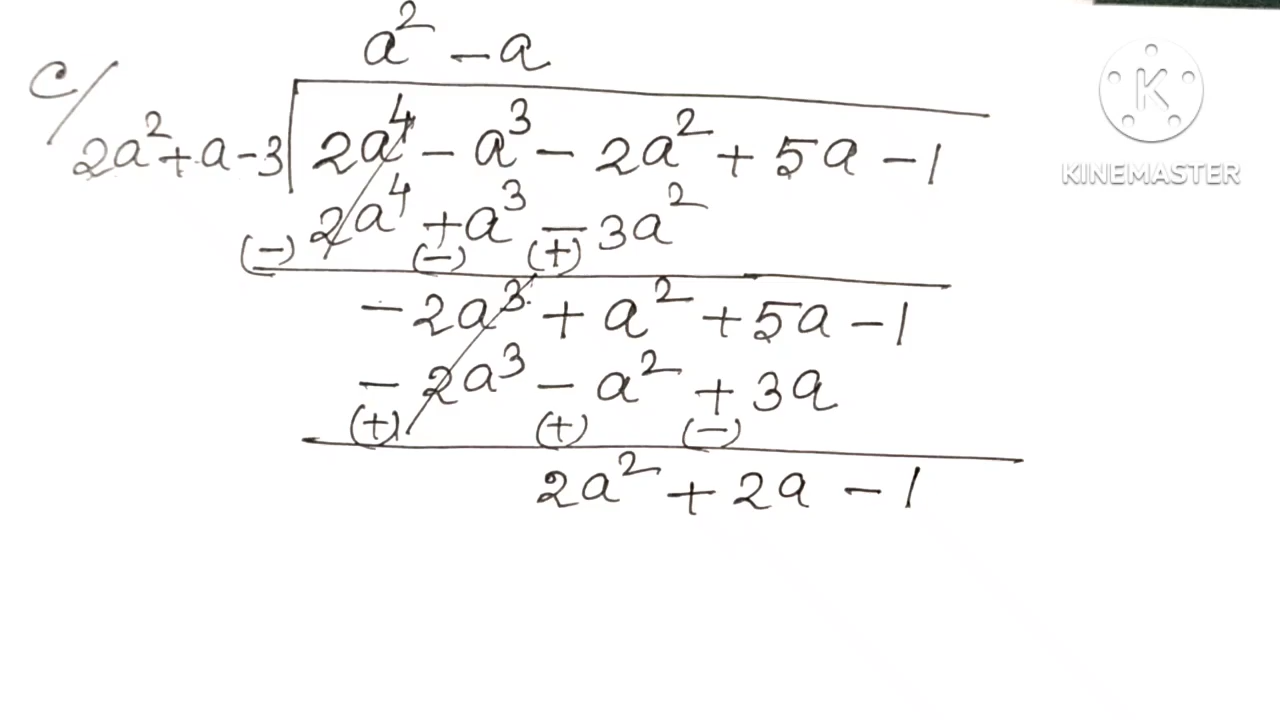 a² - a
c/
2a² + a - 3 | 2a⁴ - a³ - 2a² + 5a - 1
2a⁴ + a³ - 3a²
(-) (-) (+)
- 2a³ + a² + 5a - 1
- 2a³ - a² + 3a
(+) (+) (-)
2a² + 2a - 1
K
KINEMASTER